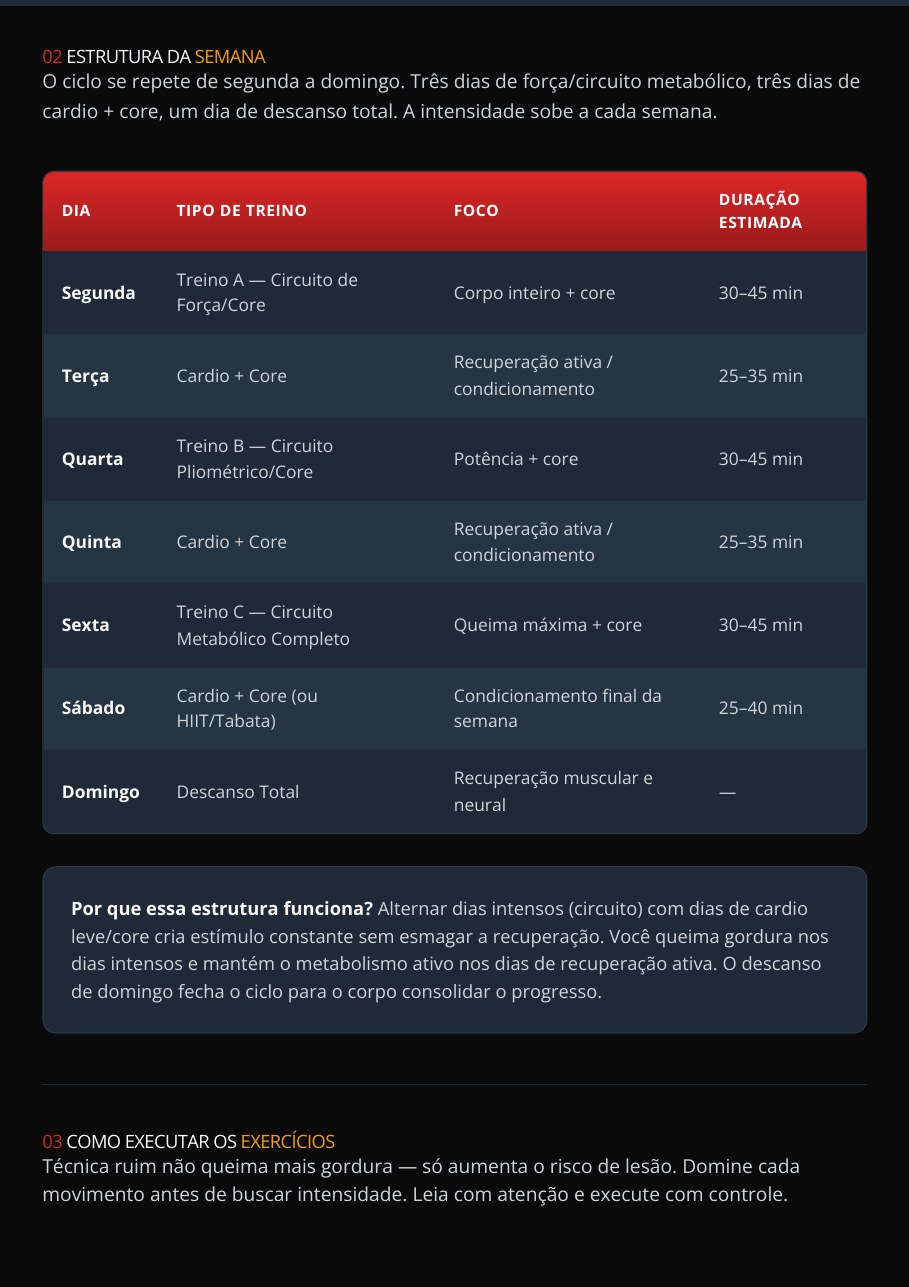 02 ESTRUTURA DA SEMANA
O ciclo se repete de segunda a domingo. Três dias de força/circuito metabólico, três dias de
cardio + core, um dia de descanso total. A intensidade sobe a cada semana.
DIA
TIPO DE TREINO
FOCO
DURAÇÃO
ESTIMADA
Segunda
Treino A — Circuito de
Força/Core
Corpo inteiro + core
30–45 min
Terça
Cardio + Core
Recuperação ativa /
condicionamento
25–35 min
Quarta
Treino B — Circuito
Pliométrico/Core
Potência + core
30–45 min
Quinta
Cardio + Core
Recuperação ativa /
condicionamento
25–35 min
Sexta
Treino C — Circuito
Metabólico Completo
Queima máxima + core
30–45 min
Sábado
Cardio + Core (ou
HIIT/Tabata)
Condicionamento final da
semana
25–40 min
Domingo
Descanso Total
Recuperação muscular e
neural
—
Por que essa estrutura funciona? Alternar dias intensos (circuito) com dias de cardio
leve/core cria estímulo constante sem esmagar a recuperação. Você queima gordura nos
dias intensos e mantém o metabolismo ativo nos dias de recuperação ativa. O descanso
de domingo fecha o ciclo para o corpo consolidar o progresso.
03 COMO EXECUTAR OS EXERCÍCIOS
Técnica ruim não queima mais gordura — só aumenta o risco de lesão. Domine cada
movimento antes de buscar intensidade. Leia com atenção e execute com controle.